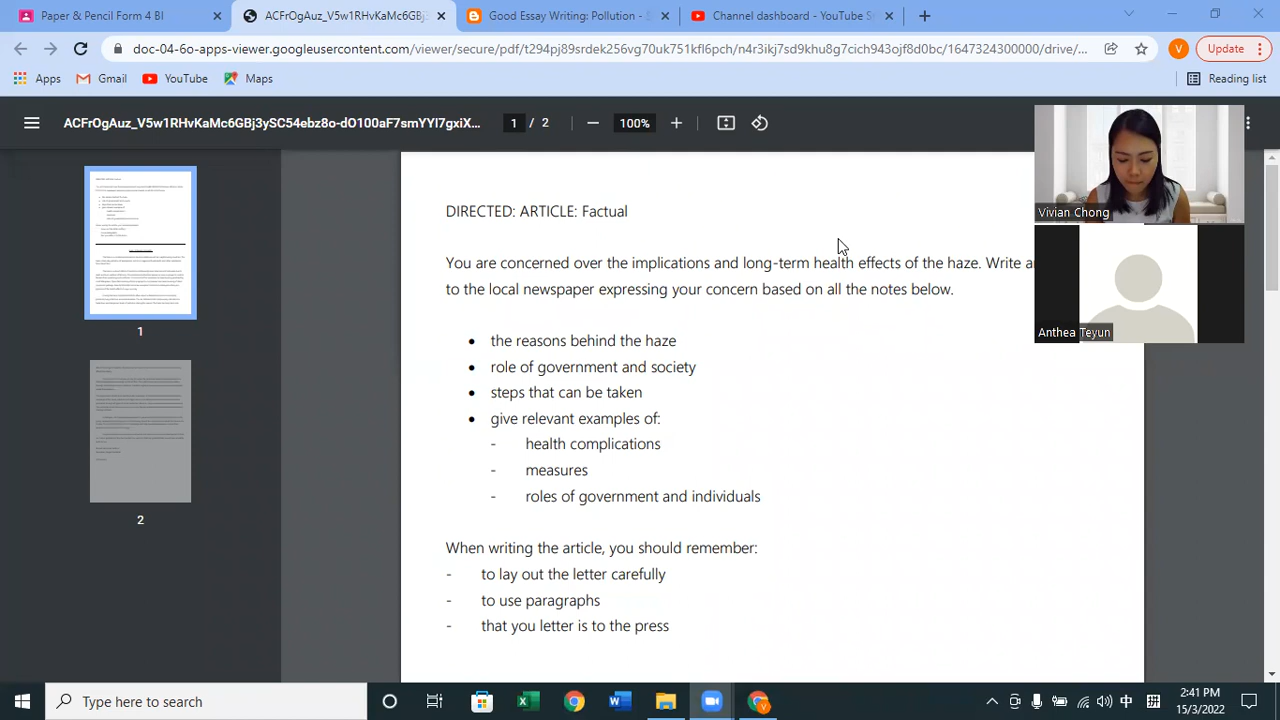 Paper & Pencil Form 4 BI
ACFrOgAuz_V5w1RHvKaMc6GBj
Good Essay Writing: Pollution - S
Channel dashboard - YouTube St
doc-04-6o-apps-viewer.googleusercontent.com/viewer/secure/pdf/t294pj89srdek256vg70uk751kfl6pch/n4r3ikj7sd9khu8g7cich943ojf8d0bc/1647324300000/drive/...
V
Update
Apps
Gmail
YouTube
Maps
Reading list
ACFrOgAuz_V5w1RHvKaMc6GBj3ySC54ebz8o-dO100aF7smYYl7gxiX...
1 / 2
100%
Vivian Chong
Anthea Teyun
1
2
DIRECTED: ARTICLE: Factual
You are concerned over the implications and long-term health effects of the haze. Write a
to the local newspaper expressing your concern based on all the notes below.
• the reasons behind the haze
• role of government and society
• steps that can be taken
• give relevant examples of:
- health complications
- measures
- roles of government and individuals
When writing the article, you should remember:
- to lay out the letter carefully
- to use paragraphs
- that you letter is to the press
Type here to search
中
拼
2:41 PM
15/3/2022